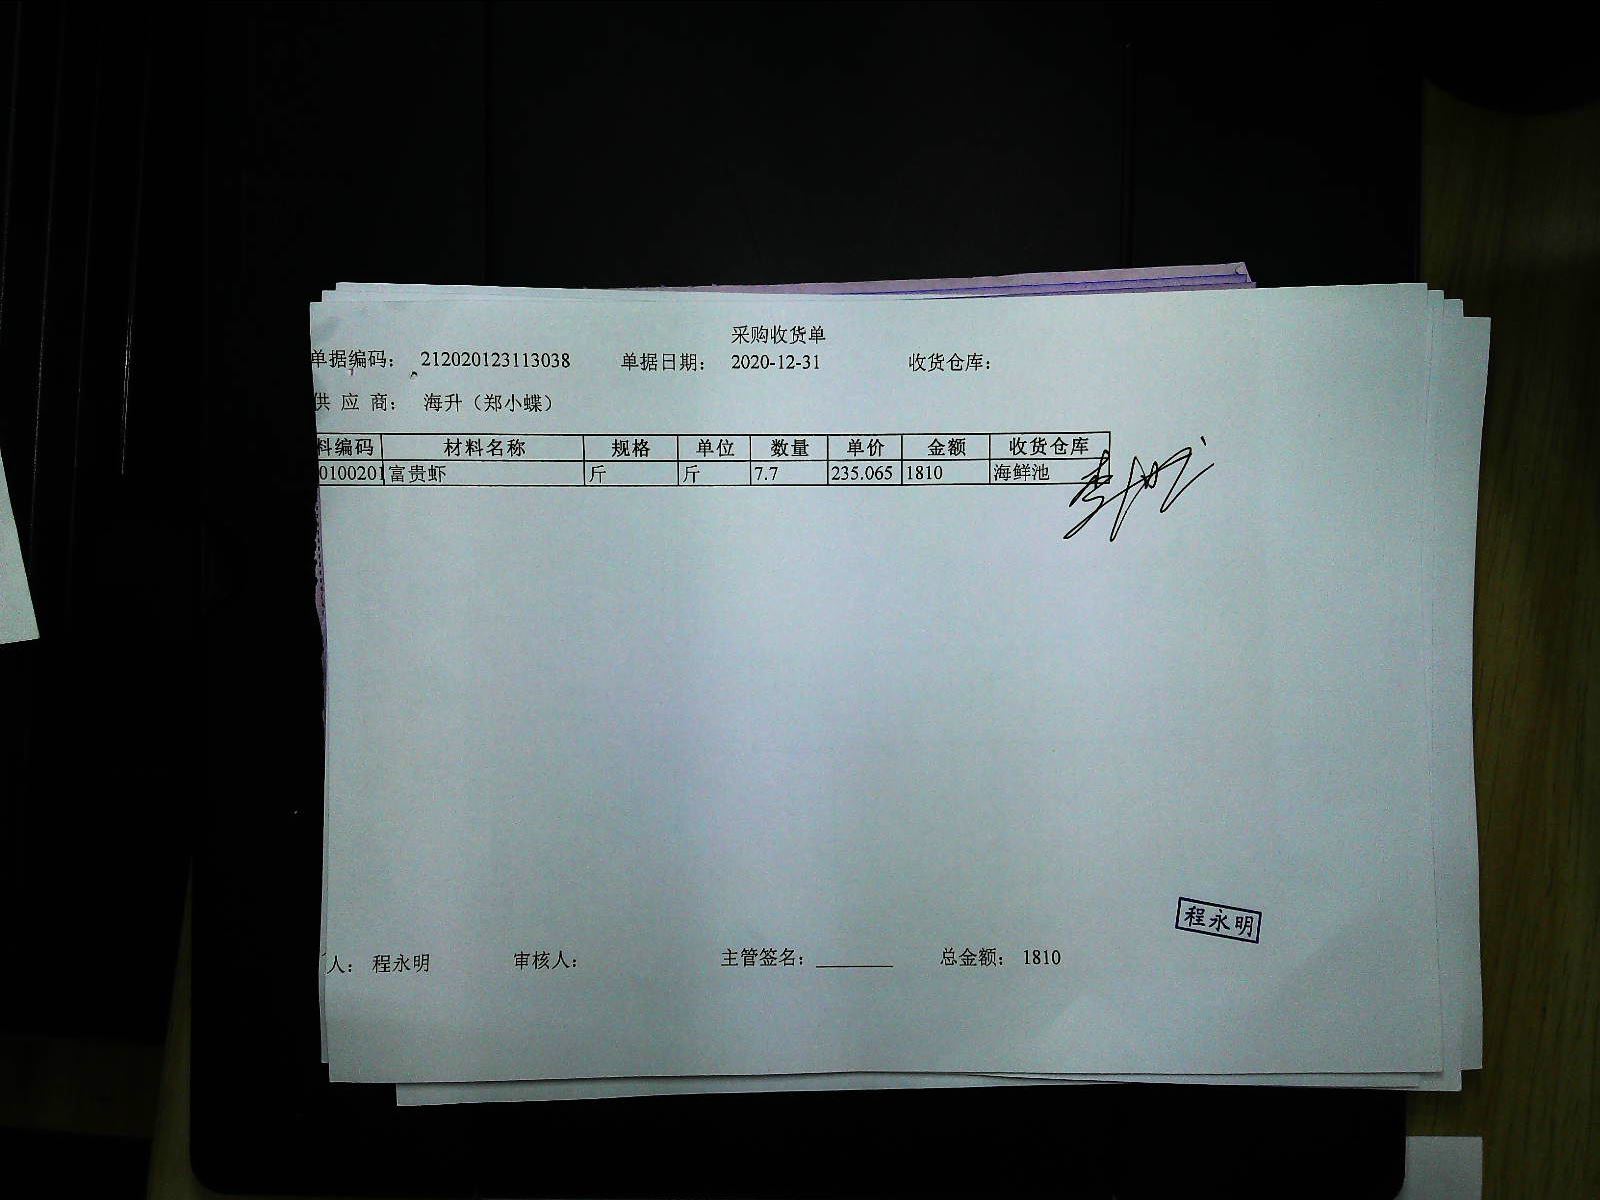 采购收货单
单据编码： 212020123113038 单据日期： 2020-12-31 收货仓库：
供 应 商： 海升（郑小蝶）
料编码 材料名称 规格 单位 数量 单价 金额 收货仓库
0100201 富贵虾 斤 斤 7.7 235.065 1810 海鲜池
程永明
人： 程永明 审核人： 主管签名： 总金额： 1810